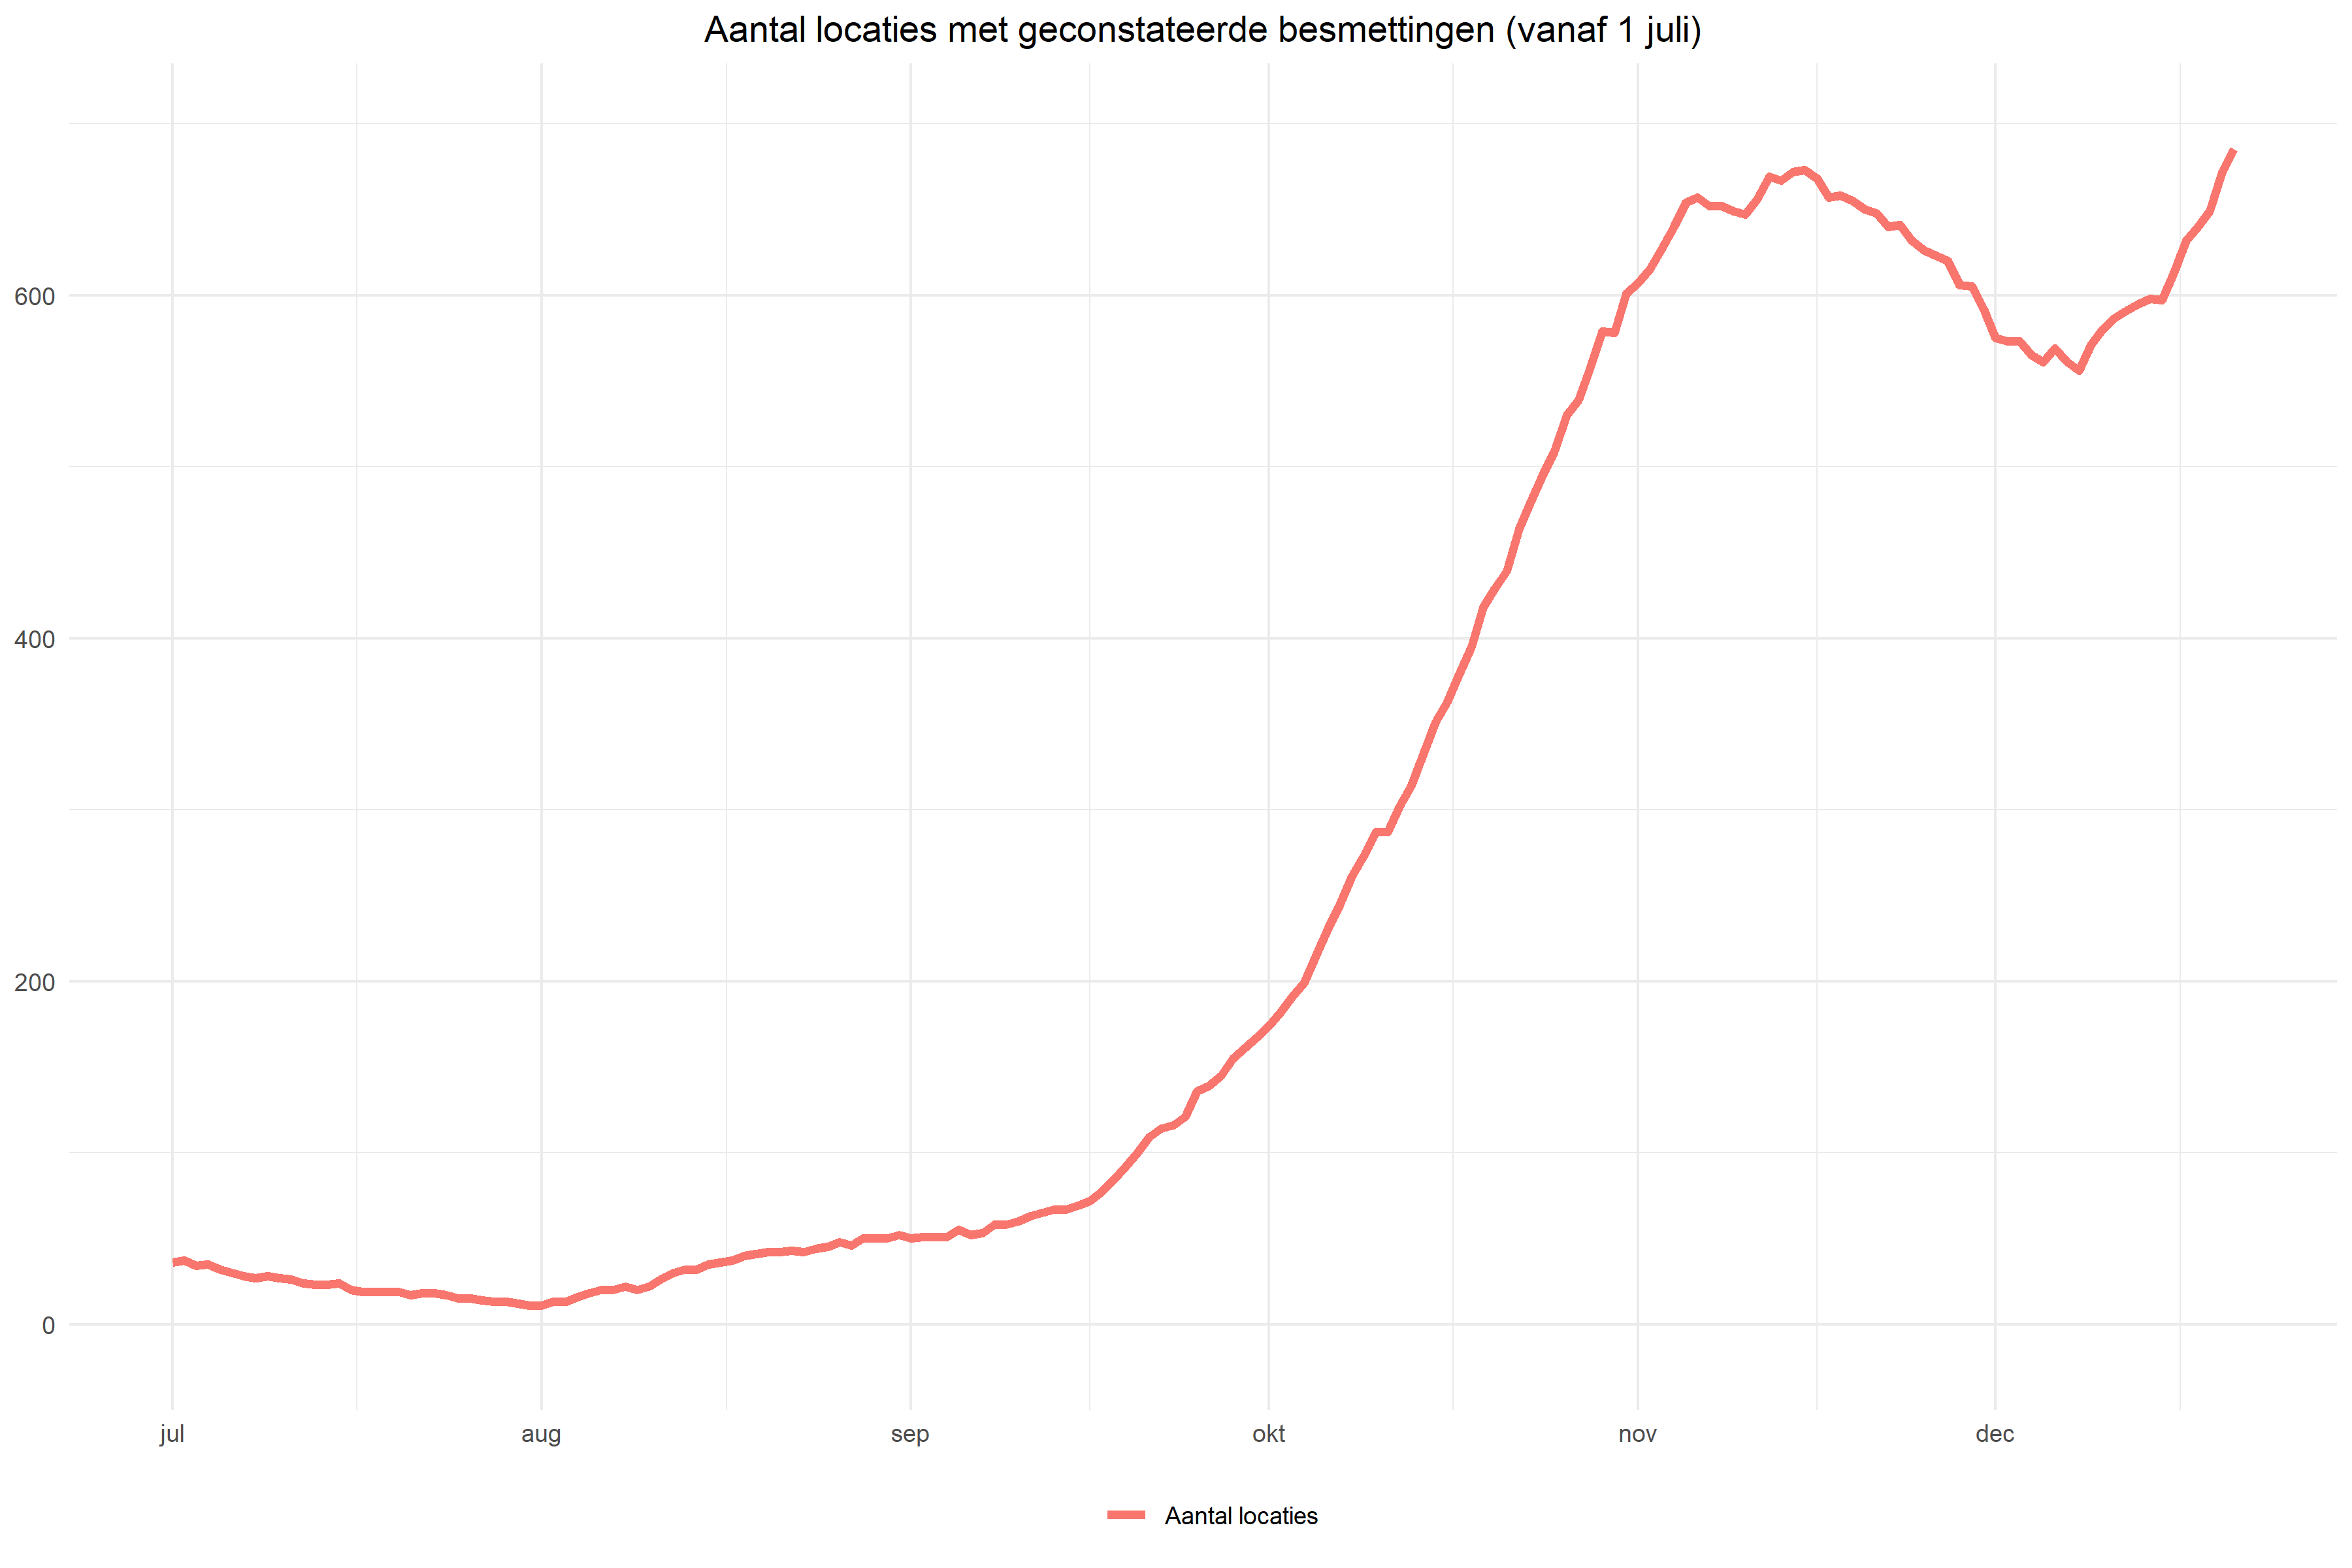 Aantal locaties met geconstateerde besmettingen (vanaf 1 juli)
600
400
200
0
jul aug sep okt nov dec
Aantal locaties